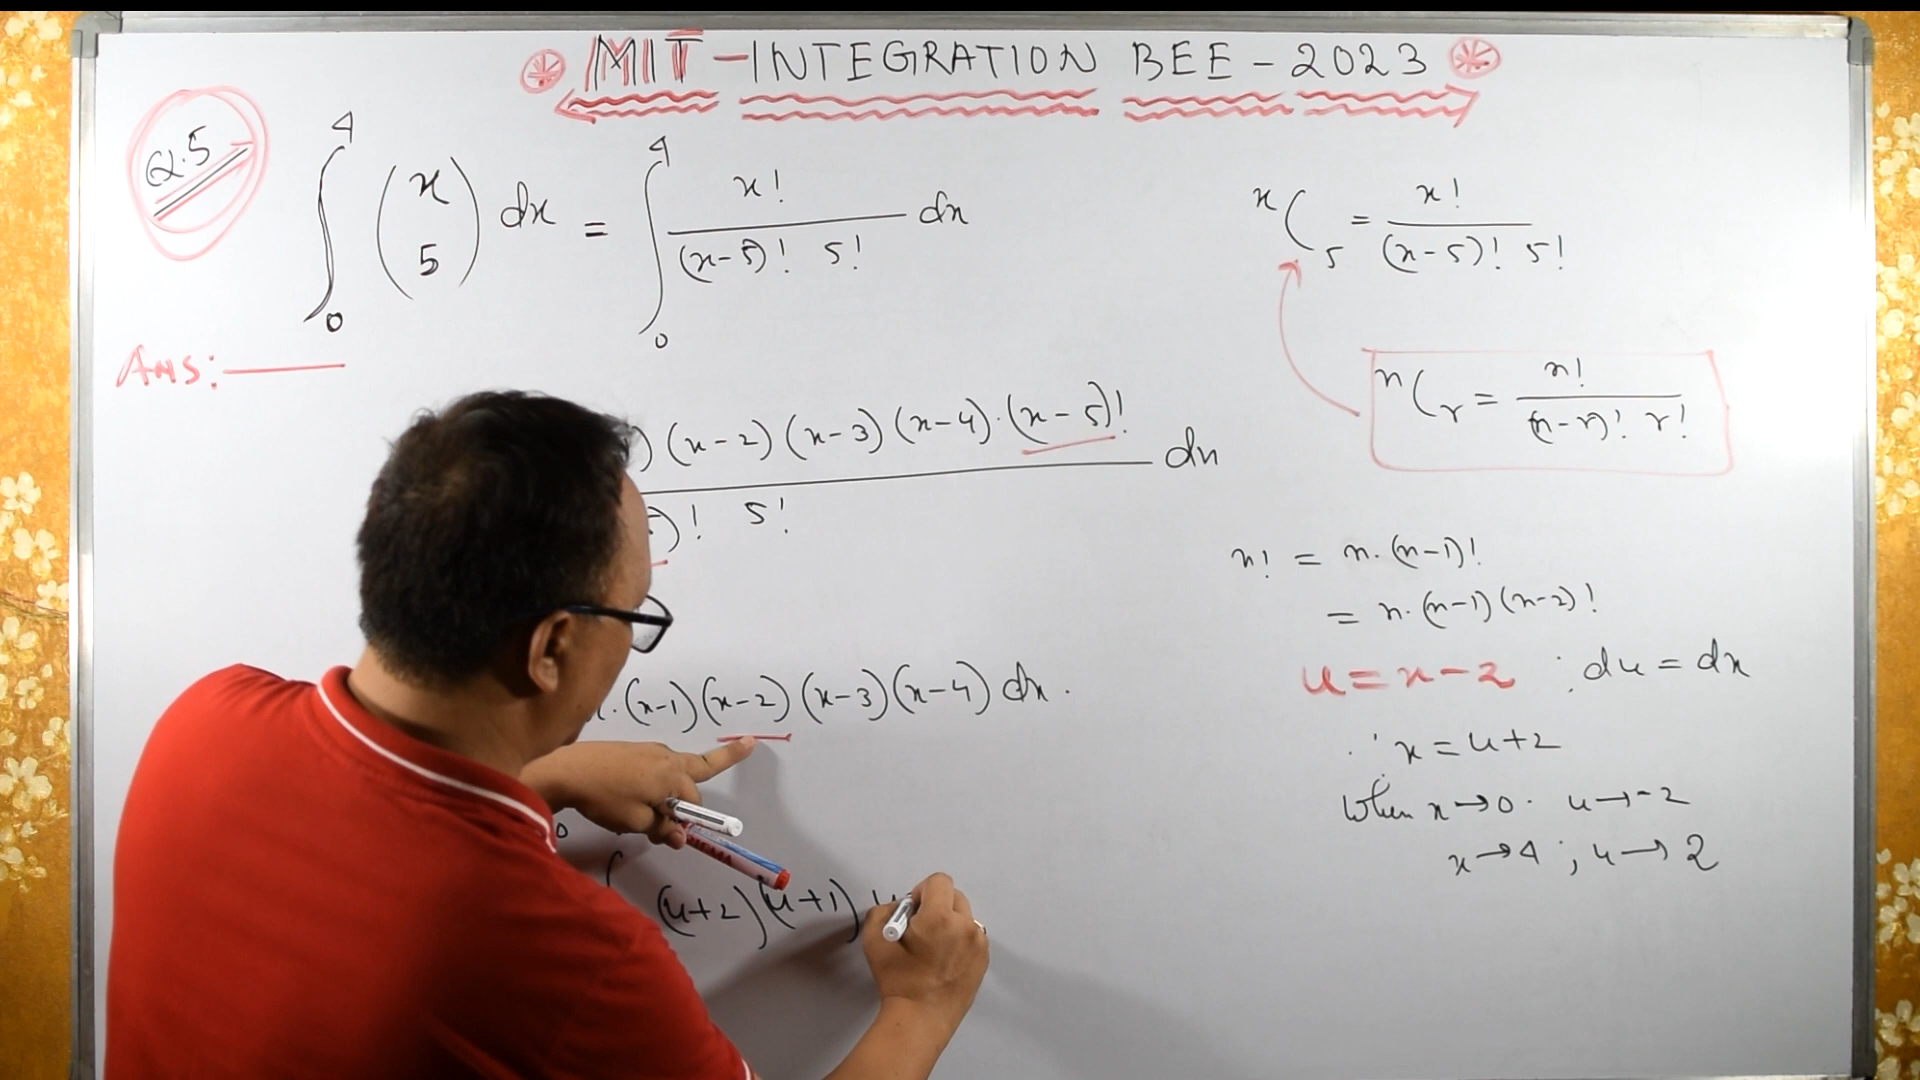 MIT - INTEGRATION BEE - 2023
Q.5
∫₀⁴ (x 5) dx = ∫₀⁴ x! / (x-5)! 5! dx
ˣC₅ = x! / (x-5)! 5!
Ans:
ⁿCᵣ = n! / (n-r)! r!
) (x-2) (x-3) (x-4) · (x-5)! dx
)! 5!
n! = n · (n-1)!
= n · (n-1) (n-2)!
u = x-2 ; du = dx
x · (x-1) (x-2) (x-3) (x-4) dx .
∴ x = u+2
When x → 0 · u → -2
x → 4 ; u → 2
0
∫ (u+2) (u+1) u